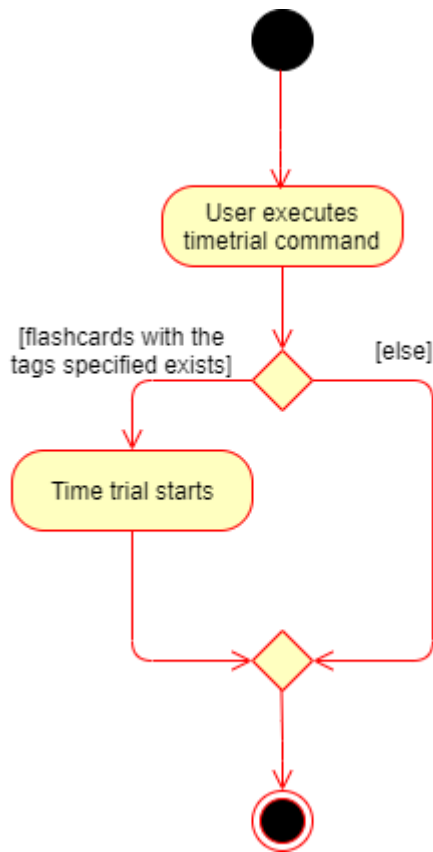 User executes
timetrial command
[flashcards with the
tags specified exists]
[else]
Time trial starts